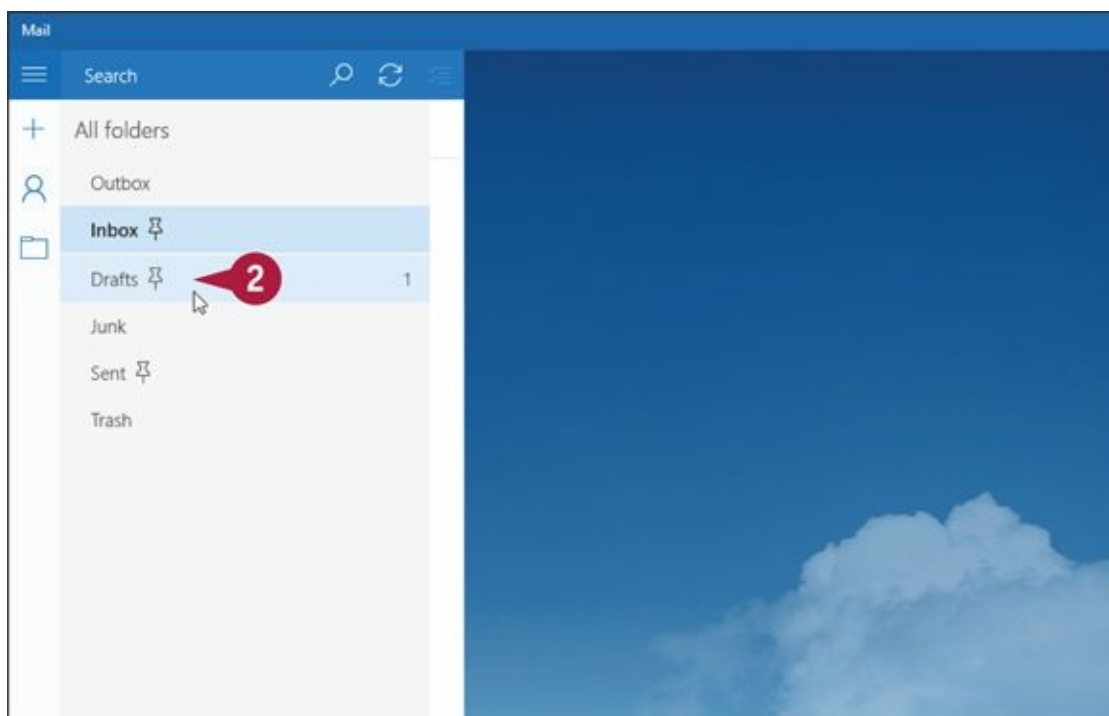 Mail
Search
All folders
Outbox
Inbox
Drafts 2 1
Junk
Sent
Trash